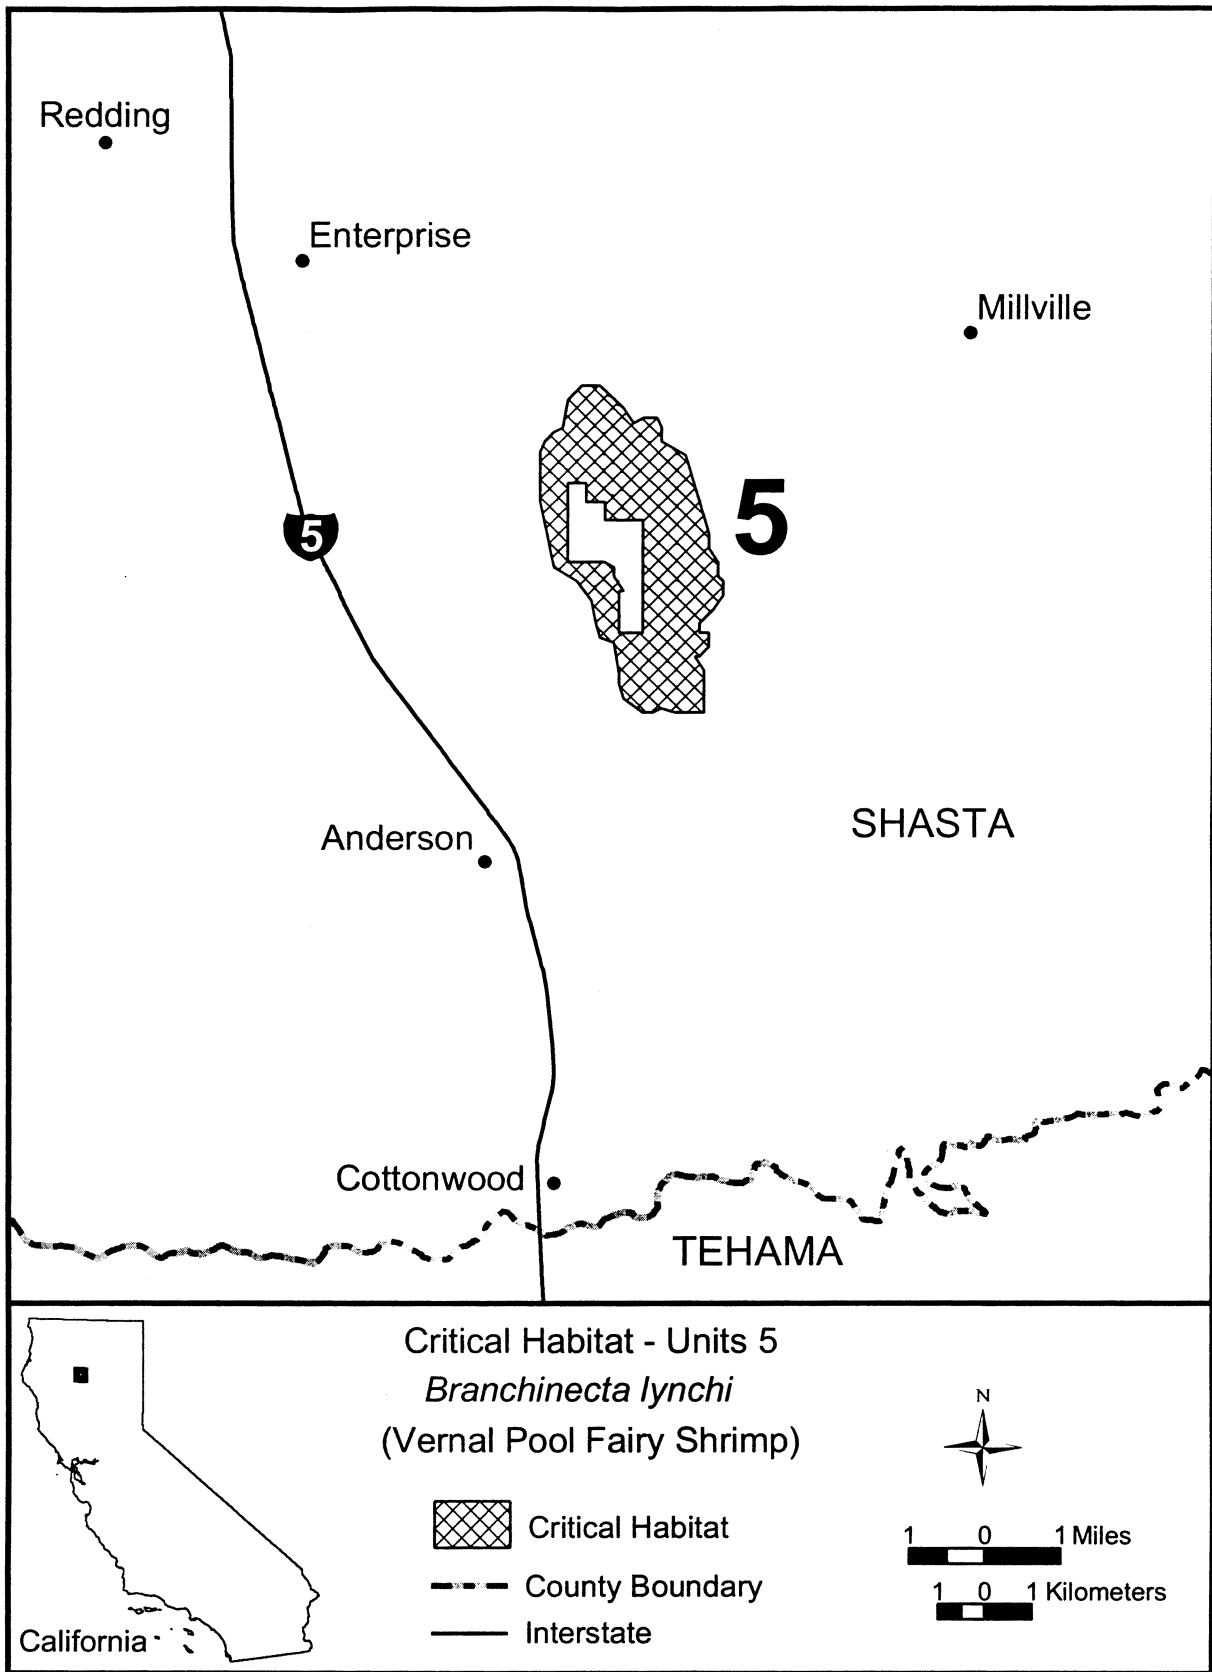 Redding
Enterprise
Millville
5
5
SHASTA
Anderson
Cottonwood
TEHAMA
Critical Habitat - Units 5
Branchinecta lynchi
(Vernal Pool Fairy Shrimp)
N
Critical Habitat
1 0 1 Miles
County Boundary
1 0 1 Kilometers
Interstate
California